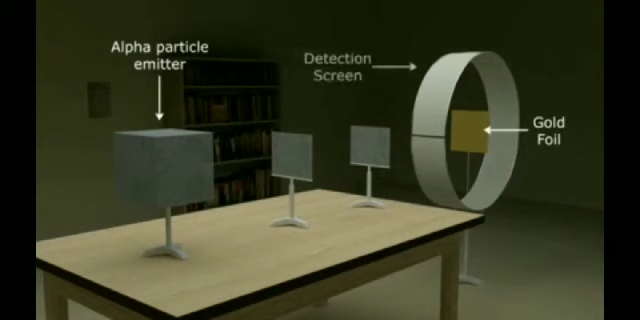 Alpha particle
emitter
Detection
Screen
Gold
Foil